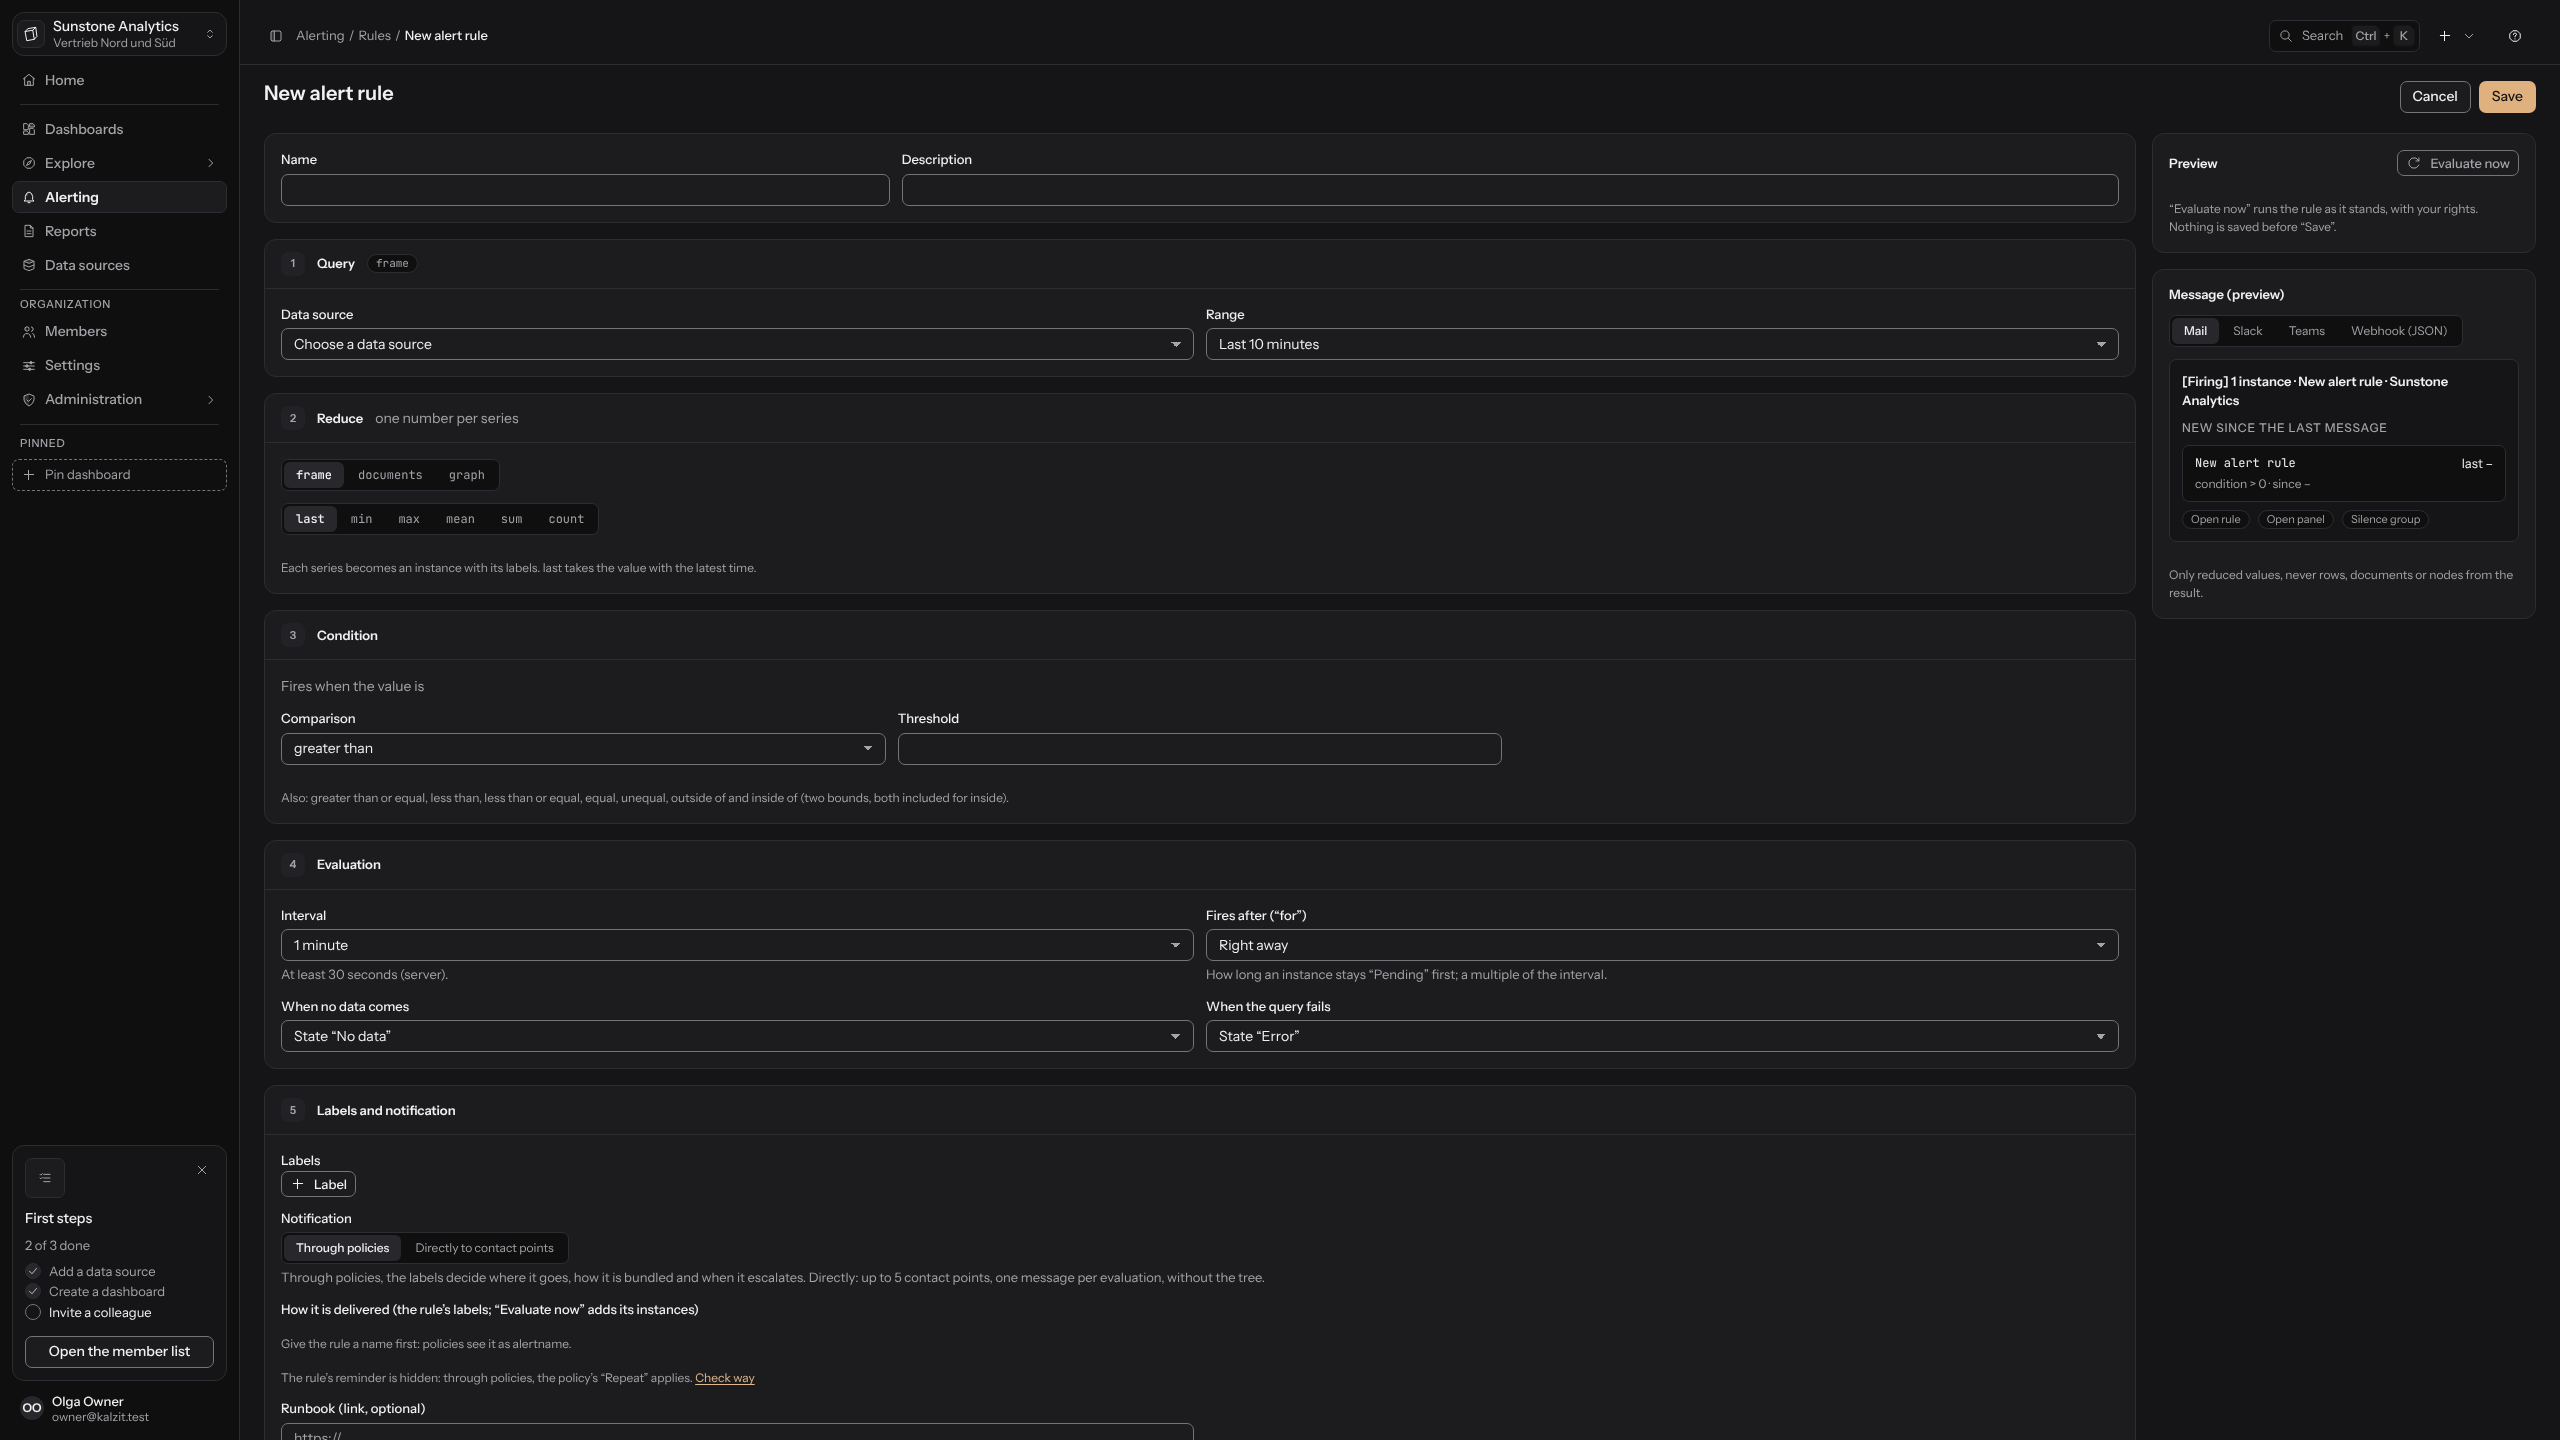 Sunstone Analytics
Vertrieb Nord und Süd
Home
Dashboards
Explore
Alerting
Reports
Data sources
ORGANIZATION
Members
Settings
Administration
PINNED
Pin dashboard
First steps
2 of 3 done
Add a data source
Create a dashboard
Invite a colleague
Open the member list
OO
Olga Owner
owner@kalzit.test
Alerting / Rules / New alert rule
Search Ctrl + K
New alert rule
Cancel
Save
Name
Description
1 Query frame
Data source
Choose a data source
Range
Last 10 minutes
2 Reduce one number per series
frame documents graph
last min max mean sum count
Each series becomes an instance with its labels. last takes the value with the latest time.
3 Condition
Fires when the value is
Comparison
greater than
Threshold
Also: greater than or equal, less than, less than or equal, equal, unequal, outside of and inside of (two bounds, both included for inside).
4 Evaluation
Interval
1 minute
At least 30 seconds (server).
Fires after (“for”)
Right away
How long an instance stays “Pending” first; a multiple of the interval.
When no data comes
State “No data”
When the query fails
State “Error”
5 Labels and notification
Labels
Label
Notification
Through policies Directly to contact points
Through policies, the labels decide where it goes, how it is bundled and when it escalates. Directly: up to 5 contact points, one message per evaluation, without the tree.
How it is delivered (the rule’s labels; “Evaluate now” adds its instances)
Give the rule a name first: policies see it as alertname.
The rule’s reminder is hidden: through policies, the policy’s “Repeat” applies. Check way
Runbook (link, optional)
https://
Preview
Evaluate now
“Evaluate now” runs the rule as it stands, with your rights.
Nothing is saved before “Save”.
Message (preview)
Mail Slack Teams Webhook (JSON)
[Firing] 1 instance · New alert rule · Sunstone
Analytics
NEW SINCE THE LAST MESSAGE
New alert rule last –
condition > 0 · since –
Open rule Open panel Silence group
Only reduced values, never rows, documents or nodes from the
result.